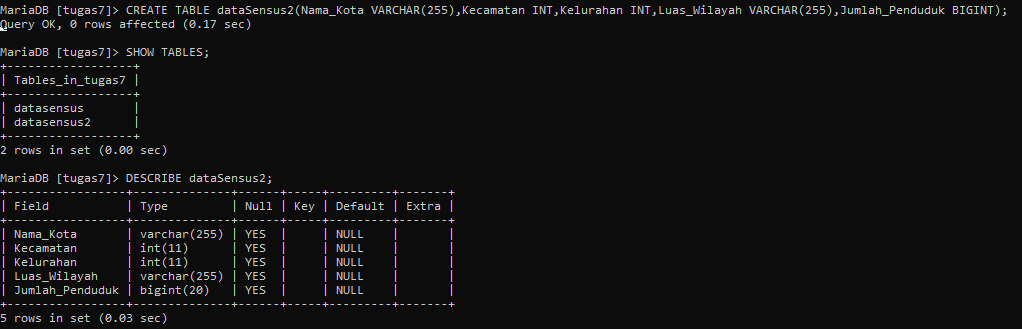 MariaDB [tugas7]> CREATE TABLE dataSensus2(Nama_Kota VARCHAR(255),Kecamatan INT,Kelurahan INT,Luas_Wilayah VARCHAR(255),Jumlah_Penduduk BIGINT);
Query OK, 0 rows affected (0.17 sec)

MariaDB [tugas7]> SHOW TABLES;
+------------------+
| Tables_in_tugas7 |
+------------------+
| datasensus       |
| datasensus2      |
+------------------+
2 rows in set (0.00 sec)

MariaDB [tugas7]> DESCRIBE dataSensus2;
+-----------------+--------------+------+-----+---------+-------+
| Field           | Type         | Null | Key | Default | Extra |
+-----------------+--------------+------+-----+---------+-------+
| Nama_Kota       | varchar(255) | YES  |     | NULL    |       |
| Kecamatan       | int(11)      | YES  |     | NULL    |       |
| Kelurahan       | int(11)      | YES  |     | NULL    |       |
| Luas_Wilayah    | varchar(255) | YES  |     | NULL    |       |
| Jumlah_Penduduk | bigint(20)   | YES  |     | NULL    |       |
+-----------------+--------------+------+-----+---------+-------+
5 rows in set (0.03 sec)